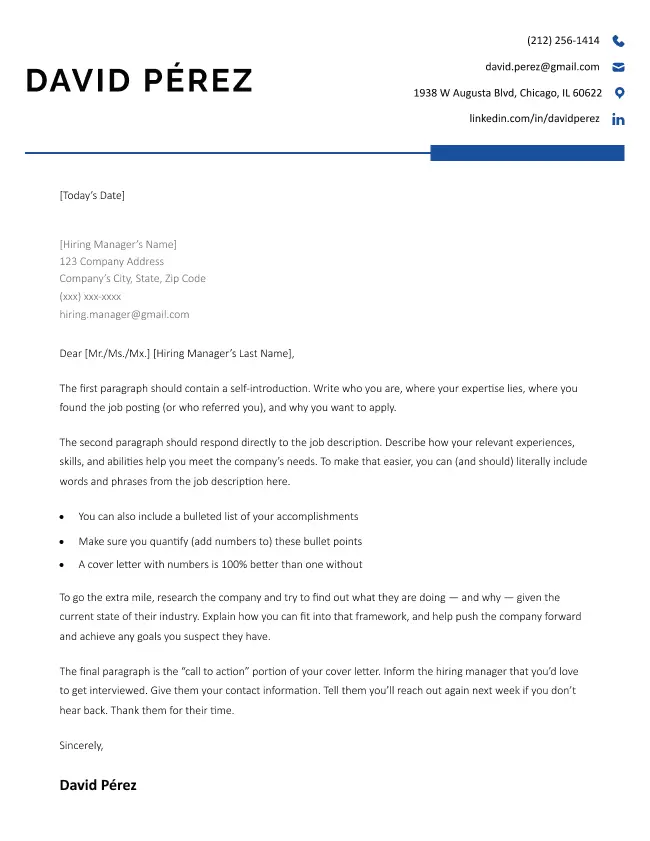 DAVID PÉREZ
(212) 256-1414
david.perez@gmail.com
1938 W Augusta Blvd, Chicago, IL 60622
linkedin.com/in/davidperez
in
[Today’s Date]
[Hiring Manager’s Name]
123 Company Address
Company’s City, State, Zip Code
(xxx) xxx-xxxx
hiring.manager@gmail.com
Dear [Mr./Ms./Mx.] [Hiring Manager’s Last Name],
The first paragraph should contain a self-introduction. Write who you are, where your expertise lies, where you
found the job posting (or who referred you), and why you want to apply.
The second paragraph should respond directly to the job description. Describe how your relevant experiences,
skills, and abilities help you meet the company’s needs. To make that easier, you can (and should) literally include
words and phrases from the job description here.
• You can also include a bulleted list of your accomplishments
• Make sure you quantify (add numbers to) these bullet points
• A cover letter with numbers is 100% better than one without
To go the extra mile, research the company and try to find out what they are doing — and why — given the
current state of their industry. Explain how you can fit into that framework, and help push the company forward
and achieve any goals you suspect they have.
The final paragraph is the “call to action” portion of your cover letter. Inform the hiring manager that you’d love
to get interviewed. Give them your contact information. Tell them you’ll reach out again next week if you don’t
hear back. Thank them for their time.
Sincerely,
David Pérez